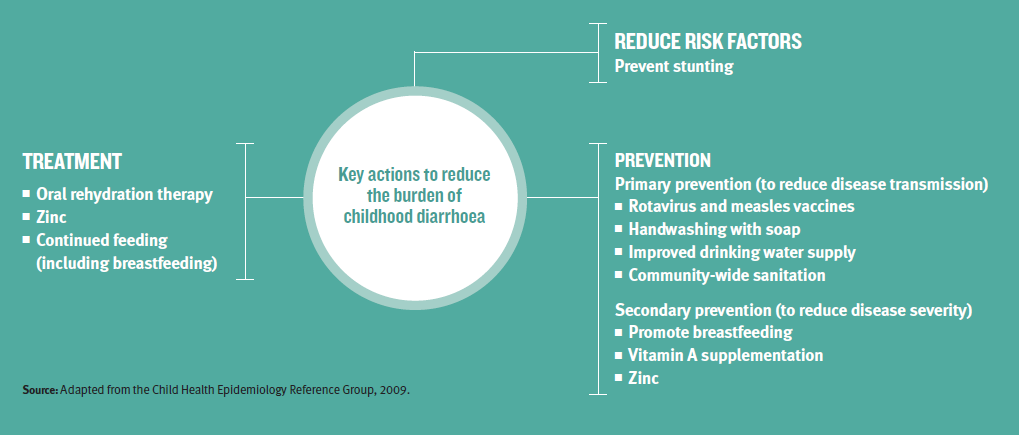 REDUCE RISK FACTORS
Prevent stunting
TREATMENT
▪ Oral rehydration therapy
▪ Zinc
▪ Continued feeding
(including breastfeeding)
Key actions to reduce
the burden of
childhood diarrhoea
PREVENTION
Primary prevention (to reduce disease transmission)
▪ Rotavirus and measles vaccines
▪ Handwashing with soap
▪ Improved drinking water supply
▪ Community-wide sanitation
Secondary prevention (to reduce disease severity)
▪ Promote breastfeeding
▪ Vitamin A supplementation
▪ Zinc
Source: Adapted from the Child Health Epidemiology Reference Group, 2009.